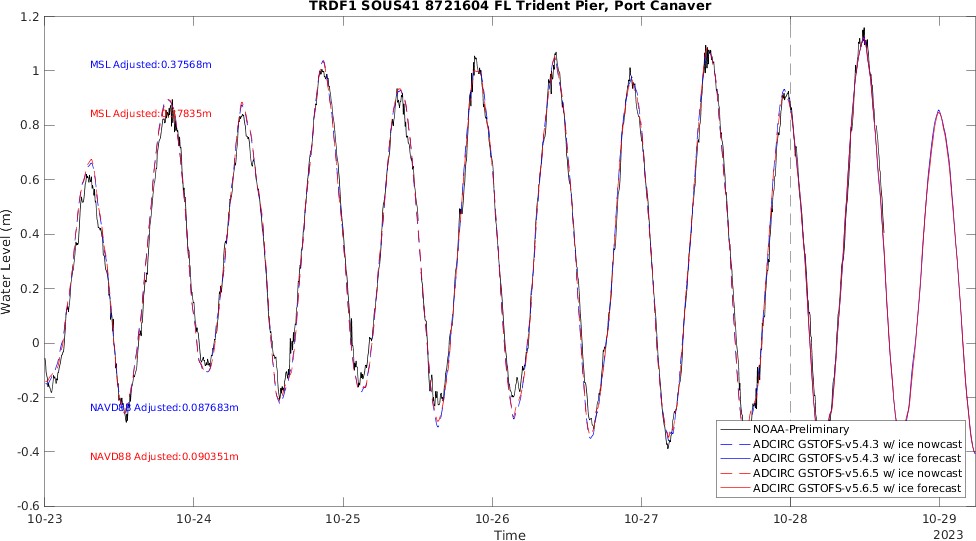 TRDF1 SOUS41 8721604 FL Trident Pier, Port Canaver
1.2
1
0.8
0.6
0.4
0.2
0
-0.2
-0.4
-0.6
Water Level (m)
MSL Adjusted:0.37568m
MSL Adjusted:0.37835m
NAVD88 Adjusted:0.087683m
NAVD88 Adjusted:0.090351m
NOAA-Preliminary
ADCIRC GSTOFS-v5.4.3 w/ ice nowcast
ADCIRC GSTOFS-v5.4.3 w/ ice forecast
ADCIRC GSTOFS-v5.6.5 w/ ice nowcast
ADCIRC GSTOFS-v5.6.5 w/ ice forecast
10-23 10-24 10-25 10-26 10-27 10-28 10-29
Time
2023